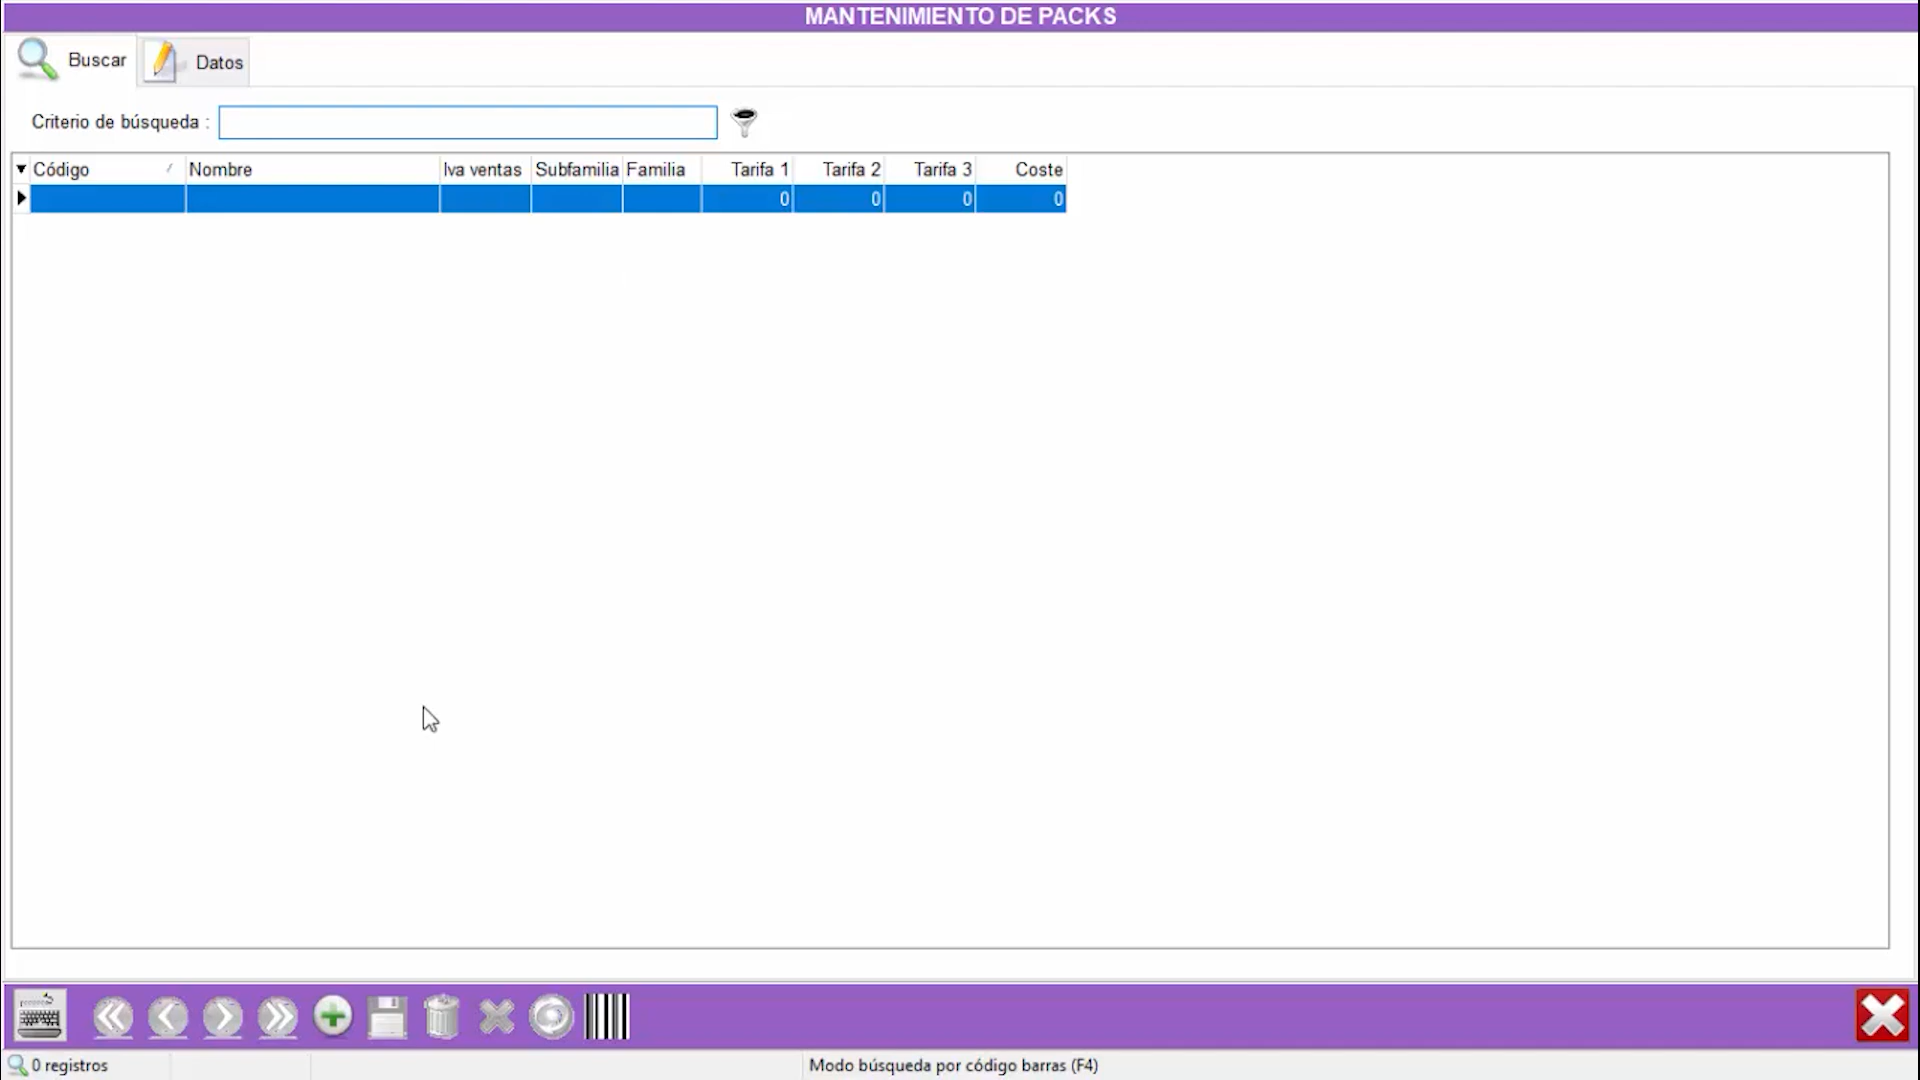 MANTENIMIENTO DE PACKS
Buscar
Datos
Criterio de búsqueda :
Código Nombre Iva ventas Subfamilia Familia Tarifa 1 Tarifa 2 Tarifa 3 Coste
0 0 0 0
0 registros
Modo búsqueda por código barras (F4)